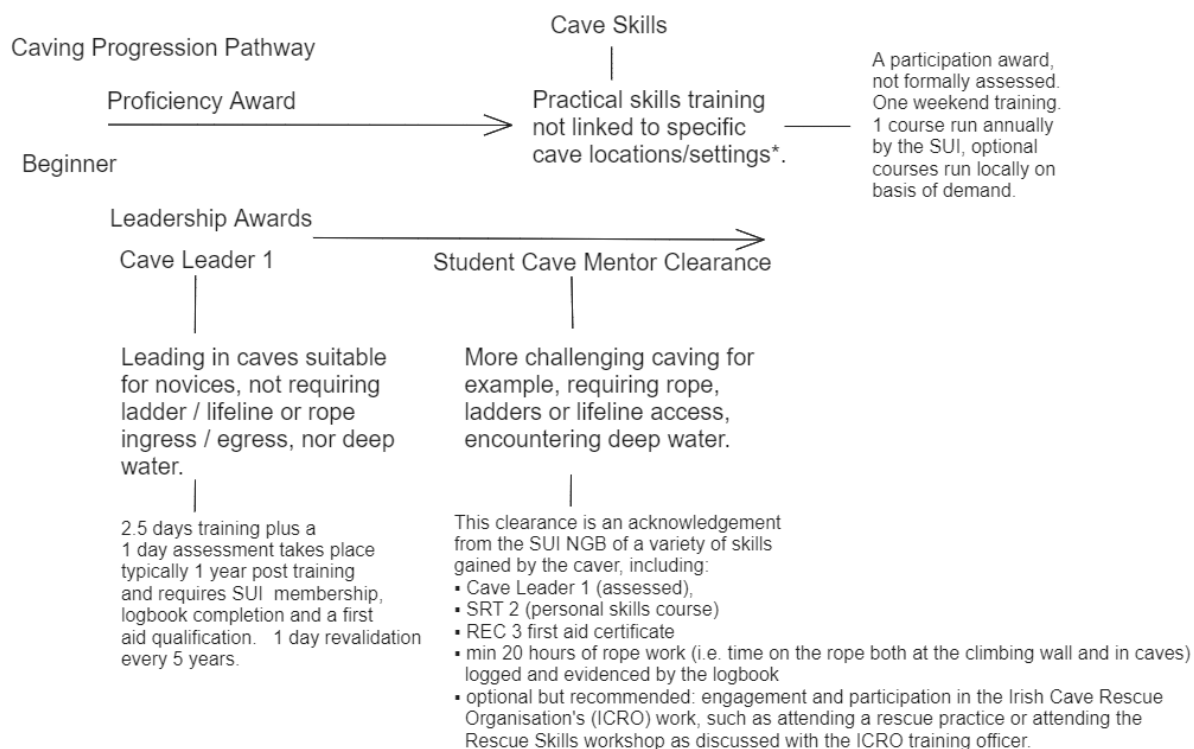 Cave Skills
Caving Progression Pathway
Proficiency Award
Practical skills training
not linked to specific
cave locations/settings*.
A participation award,
not formally assessed.
One weekend training.
1 course run annually
by the SUI, optional
courses run locally on
basis of demand.
Beginner
Leadership Awards
Cave Leader 1
Leading in caves suitable
for novices, not requiring
ladder / lifeline or rope
ingress / egress, nor deep
water.
2.5 days training plus a
1 day assessment takes place
typically 1 year post training
and requires SUI membership,
logbook completion and a first
aid qualification. 1 day revalidation
every 5 years.
Student Cave Mentor Clearance
More challenging caving for
example, requiring rope,
ladders or lifeline access,
encountering deep water.
This clearance is an acknowledgement
from the SUI NGB of a variety of skills
gained by the caver, including:
▪ Cave Leader 1 (assessed),
▪ SRT 2 (personal skills course)
▪ REC 3 first aid certificate
▪ min 20 hours of rope work (i.e. time on the rope both at the climbing wall and in caves)
logged and evidenced by the logbook
▪ optional but recommended: engagement and participation in the Irish Cave Rescue
Organisation's (ICRO) work, such as attending a rescue practice or attending the
Rescue Skills workshop as discussed with the ICRO training officer.